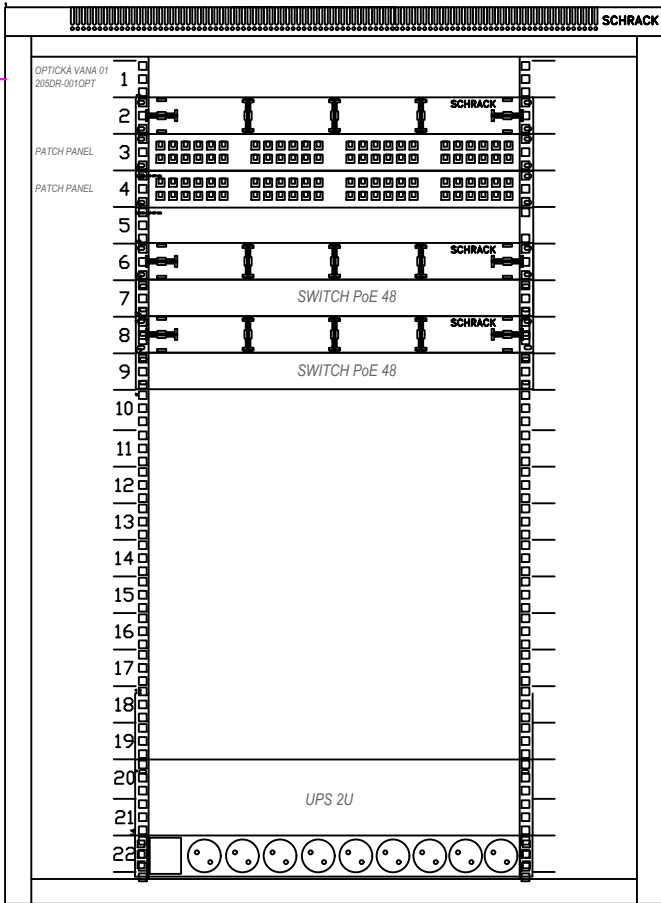 SCHRACK
OPTICKÁ VANA 01
205DR-001OPT
1
2
SCHRACK
PATCH PANEL
3
PATCH PANEL
4
5
6
SCHRACK
7
SWITCH PoE 48
8
SCHRACK
9
SWITCH PoE 48
10
11
12
13
14
15
16
17
18
19
20
UPS 2U
21
22